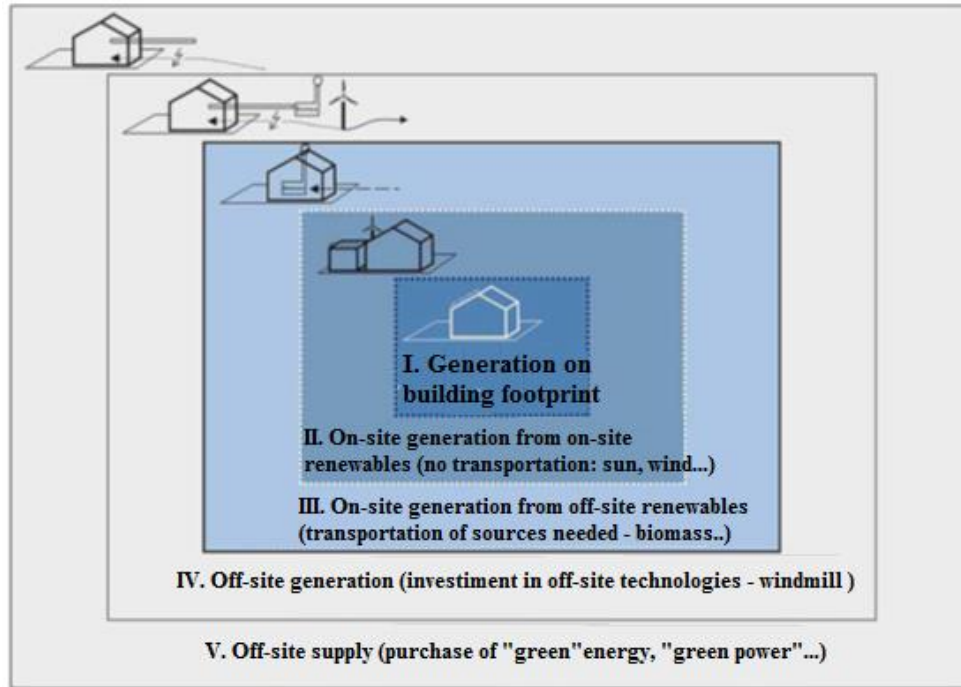 I. Generation on
building footprint
II. On-site generation from on-site
renewables (no transportation: sun, wind...)
III. On-site generation from off-site renewables
(transportation of sources needed - biomass..)
IV. Off-site generation (investiment in off-site technologies - windmill )
V. Off-site supply (purchase of "green"energy, "green power"...)